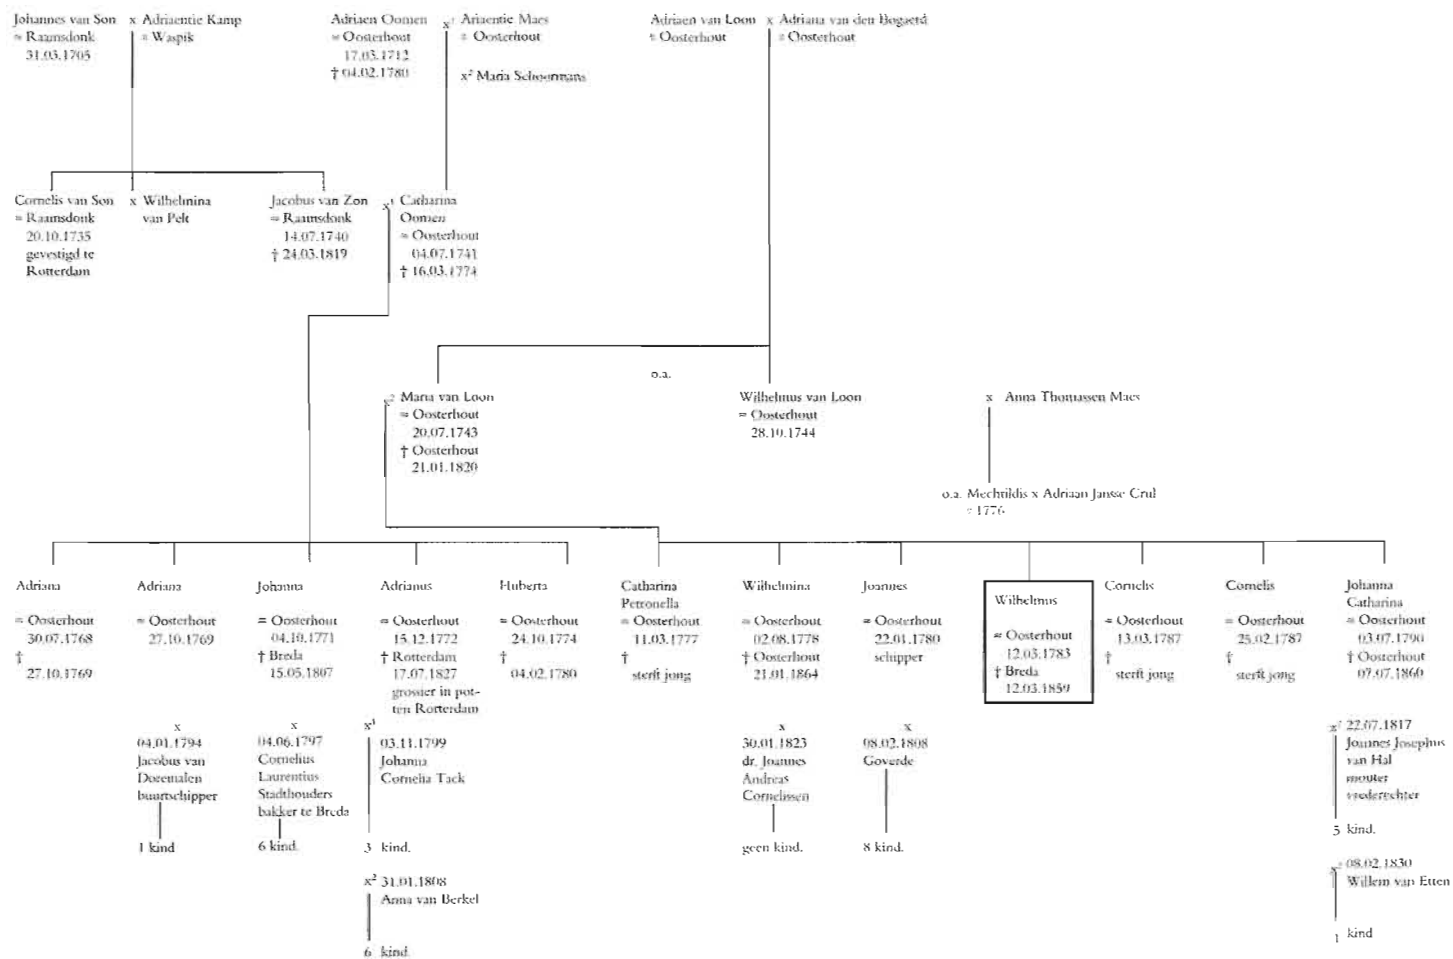 Johannes van Son x Adriaentie Kamp
= Raamsdonk = Waspik
31.03.1705
Adriaen Oomen x¹ Ariaentie Maes
= Oosterhout = Oosterhout
17.03.1712
† 04.02.1780 x² Maria Schoormans
Adriaen van Loon x Adriana van den Bogaerd
= Oosterhout = Oosterhout
Cornelis van Son x Wilhelmina
= Raamsdonk van Pelt
20.10.1735
gevestigd te
Rotterdam
Jacobus van Zon
= Raamsdonk
14.07.1740
† 24.03.1819
x¹ Catharina
Oomen
= Oosterhout
04.07.1741
† 16.03.1774
o.a.
x² Maria van Loon
= Oosterhout
20.07.1743
† Oosterhout
21.01.1820
Wilhelmus van Loon
= Oosterhout
28.10.1744
x Anna Thomassen Maes
o.a. Mechtildis x Adriaan Jansse Crul
= 1776
Adriana
= Oosterhout
30.07.1768
†
27.10.1769
Adriana
= Oosterhout
27.10.1769
x
04.01.1794
Jacobus van
Doremalen
buurtschipper
1 kind
Johanna
= Oosterhout
04.10.1771
† Breda
15.05.1807
x
04.06.1797
Cornelius
Laurentius
Stadthouders
bakker te Breda
6 kind.
Adrianus
= Oosterhout
15.12.1772
† Rotterdam
17.07.1827
grossier in pot-
ten Rotterdam
x¹
03.11.1799
Johanna
Cornelia Tack
3 kind.
x² 31.01.1808
Anna van Berkel
6 kind.
Huberta
= Oosterhout
24.10.1774
†
04.02.1780
Catharina
Petronella
= Oosterhout
11.03.1777
†
sterft jong
Wilhelmina
= Oosterhout
02.08.1778
† Oosterhout
21.01.1864
x
30.01.1823
dr. Joannes
Andreas
Cornelissen
geen kind.
Joannes
= Oosterhout
22.01.1780
schipper
x
08.02.1808
Goverde
8 kind.
Wilhelmus
= Oosterhout
12.03.1783
† Breda
12.03.1859
Cornelis
= Oosterhout
13.03.1787
†
sterft jong
Cornelis
= Oosterhout
25.02.1787
†
sterft jong
Johanna
Catharina
= Oosterhout
03.07.1790
† Oosterhout
07.07.1860
22.07.1817
Joannes Josephus
van Hal
mouter
vrederechter
5 kind.
08.02.1830
Willem van Etten
1 kind